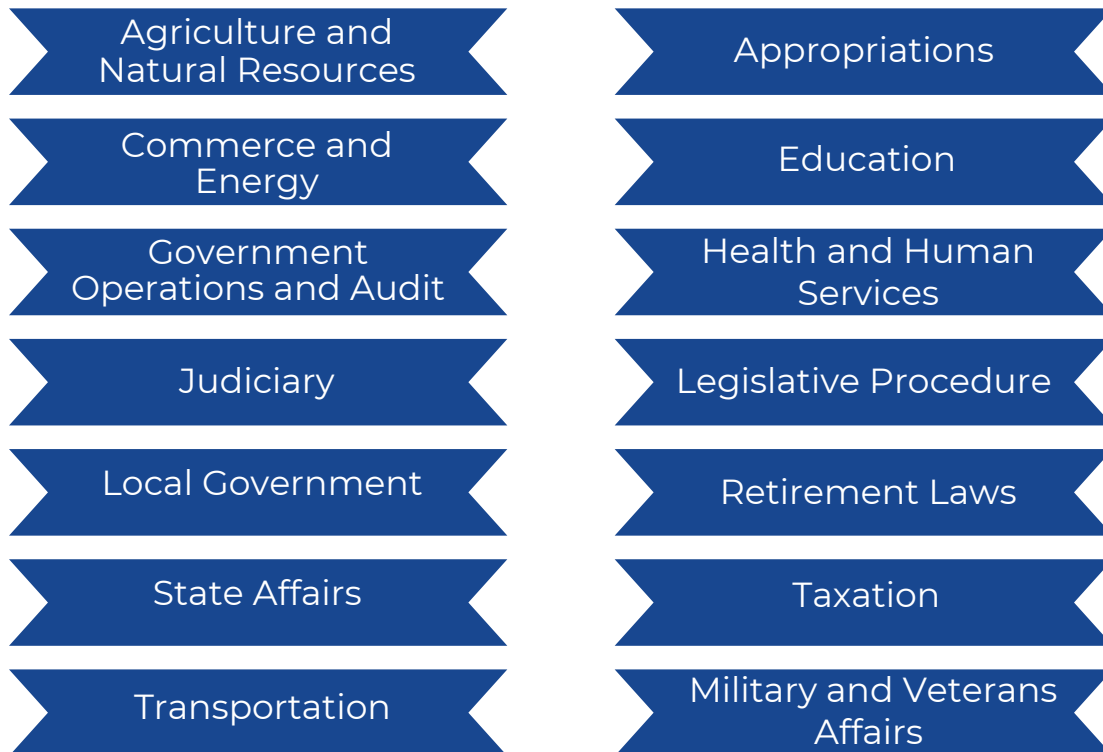 Agriculture and
Natural Resources
Appropriations
Commerce and
Energy
Education
Government
Operations and Audit
Health and Human
Services
Judiciary
Legislative Procedure
Local Government
Retirement Laws
State Affairs
Taxation
Transportation
Military and Veterans
Affairs